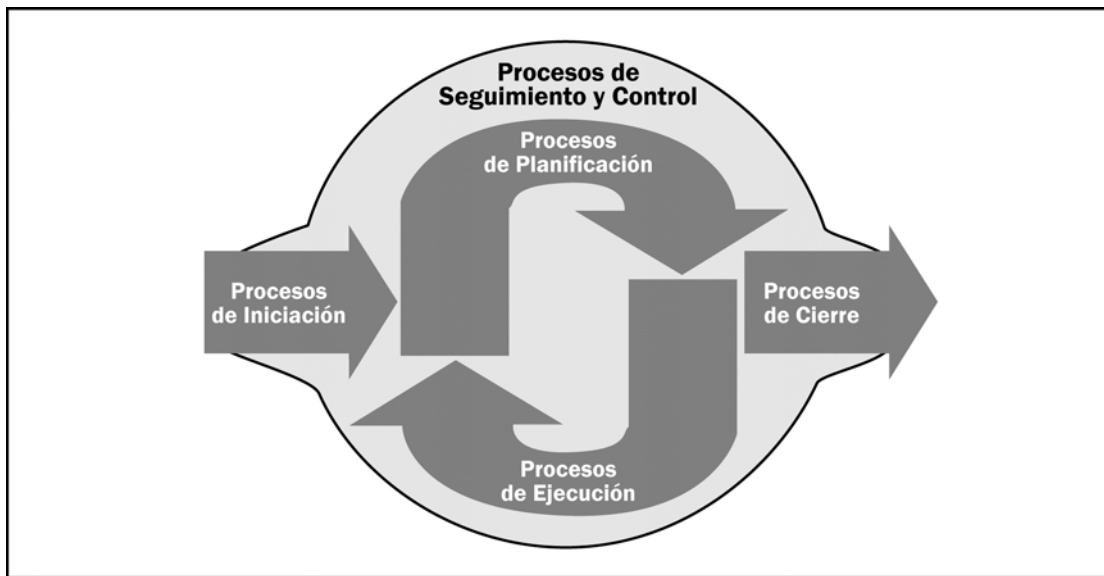 Procesos de
Seguimiento y Control
Procesos
de Planificación
Procesos
de Iniciación
Procesos
de Cierre
Procesos
de Ejecución